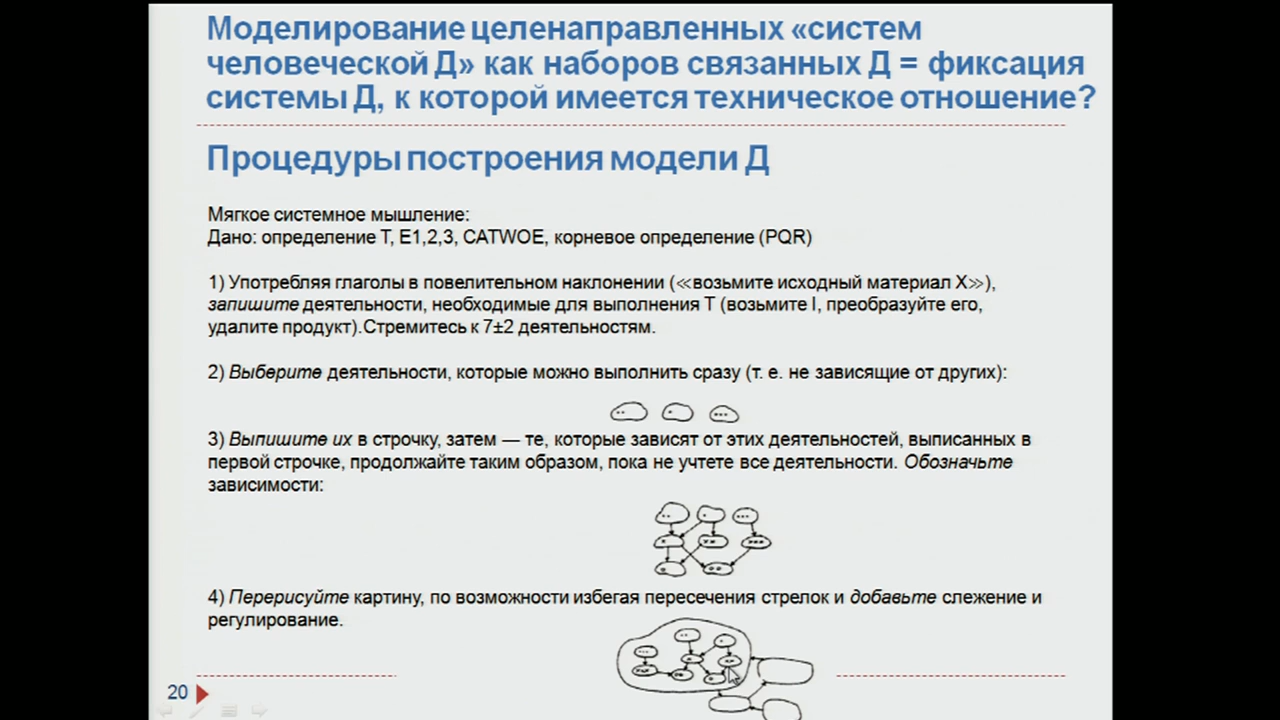 Моделирование целенаправленных «систем
человеческой Д» как наборов связанных Д = фиксация
системы Д, к которой имеется техническое отношение?
Процедуры построения модели Д
Мягкое системное мышление:
Дано: определение Т, Е1,2,3, CATWOE, корневое определение (PQR)
1) Употребляя глаголы в повелительном наклонении (≪возьмите исходный материал X≫),
запишите деятельности, необходимые для выполнения Т (возьмите I, преобразуйте его,
удалите продукт).Стремитесь к 7±2 деятельностям.
2) Выберите деятельности, которые можно выполнить сразу (т. е. не зависящие от других):
3) Выпишите их в строчку, затем — те, которые зависят от этих деятельностей, выписанных в
первой строчке, продолжайте таким образом, пока не учтете все деятельности. Обозначьте
зависимости:
4) Перерисуйте картину, по возможности избегая пересечения стрелок и добавьте слежение и
регулирование.
20